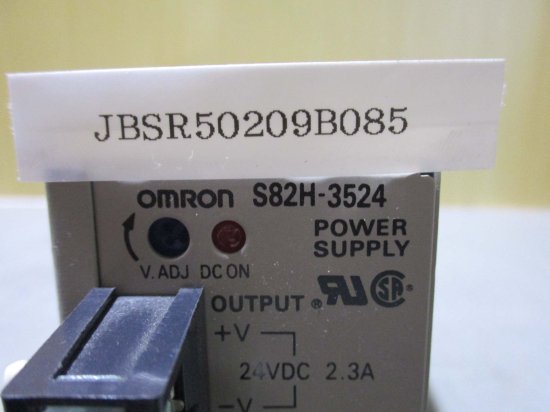 JBSR50209B085
OMRON S82H-3524
POWER
SUPPLY
V.ADJ DC ON
OUTPUT
+V
24VDC 2.3A
-V